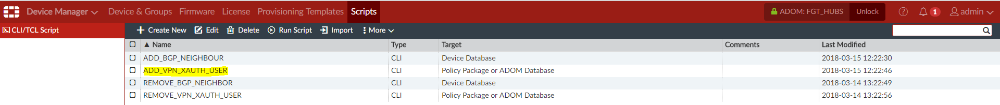 Device Manager Device & Groups Firmware License Provisioning Templates Scripts ADOM: FGT_HUBS Unlock ? 1 admin
CLI/TCL Script Create New Edit Delete Run Script Import More
Name Type Target Comments Last Modified
ADD_BGP_NEIGHBOUR CLI Device Database 2018-03-15 12:22:30
ADD_VPN_XAUTH_USER CLI Policy Package or ADOM Database 2018-03-15 12:22:46
REMOVE_BGP_NEIGHBOR CLI Device Database 2018-03-14 13:22:49
REMOVE_VPN_XAUTH_USER CLI Policy Package or ADOM Database 2018-03-14 13:22:56